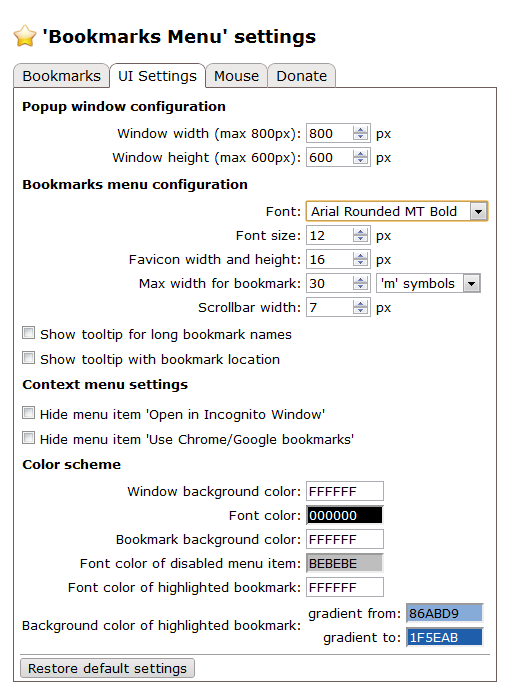 'Bookmarks Menu' settings
Bookmarks UI Settings Mouse Donate
Popup window configuration
Window width (max 800px): 800 px
Window height (max 600px): 600 px
Bookmarks menu configuration
Font: Arial Rounded MT Bold
Font size: 12 px
Favicon width and height: 16 px
Max width for bookmark: 30 'm' symbols
Scrollbar width: 7 px
Show tooltip for long bookmark names
Show tooltip with bookmark location
Context menu settings
Hide menu item 'Open in Incognito Window'
Hide menu item 'Use Chrome/Google bookmarks'
Color scheme
Window background color: FFFFFF
Font color: 000000
Bookmark background color: FFFFFF
Font color of disabled menu item: BEBEBE
Font color of highlighted bookmark: FFFFFF
Background color of highlighted bookmark: gradient from: 86ABD9
gradient to: 1F5EAB
Restore default settings